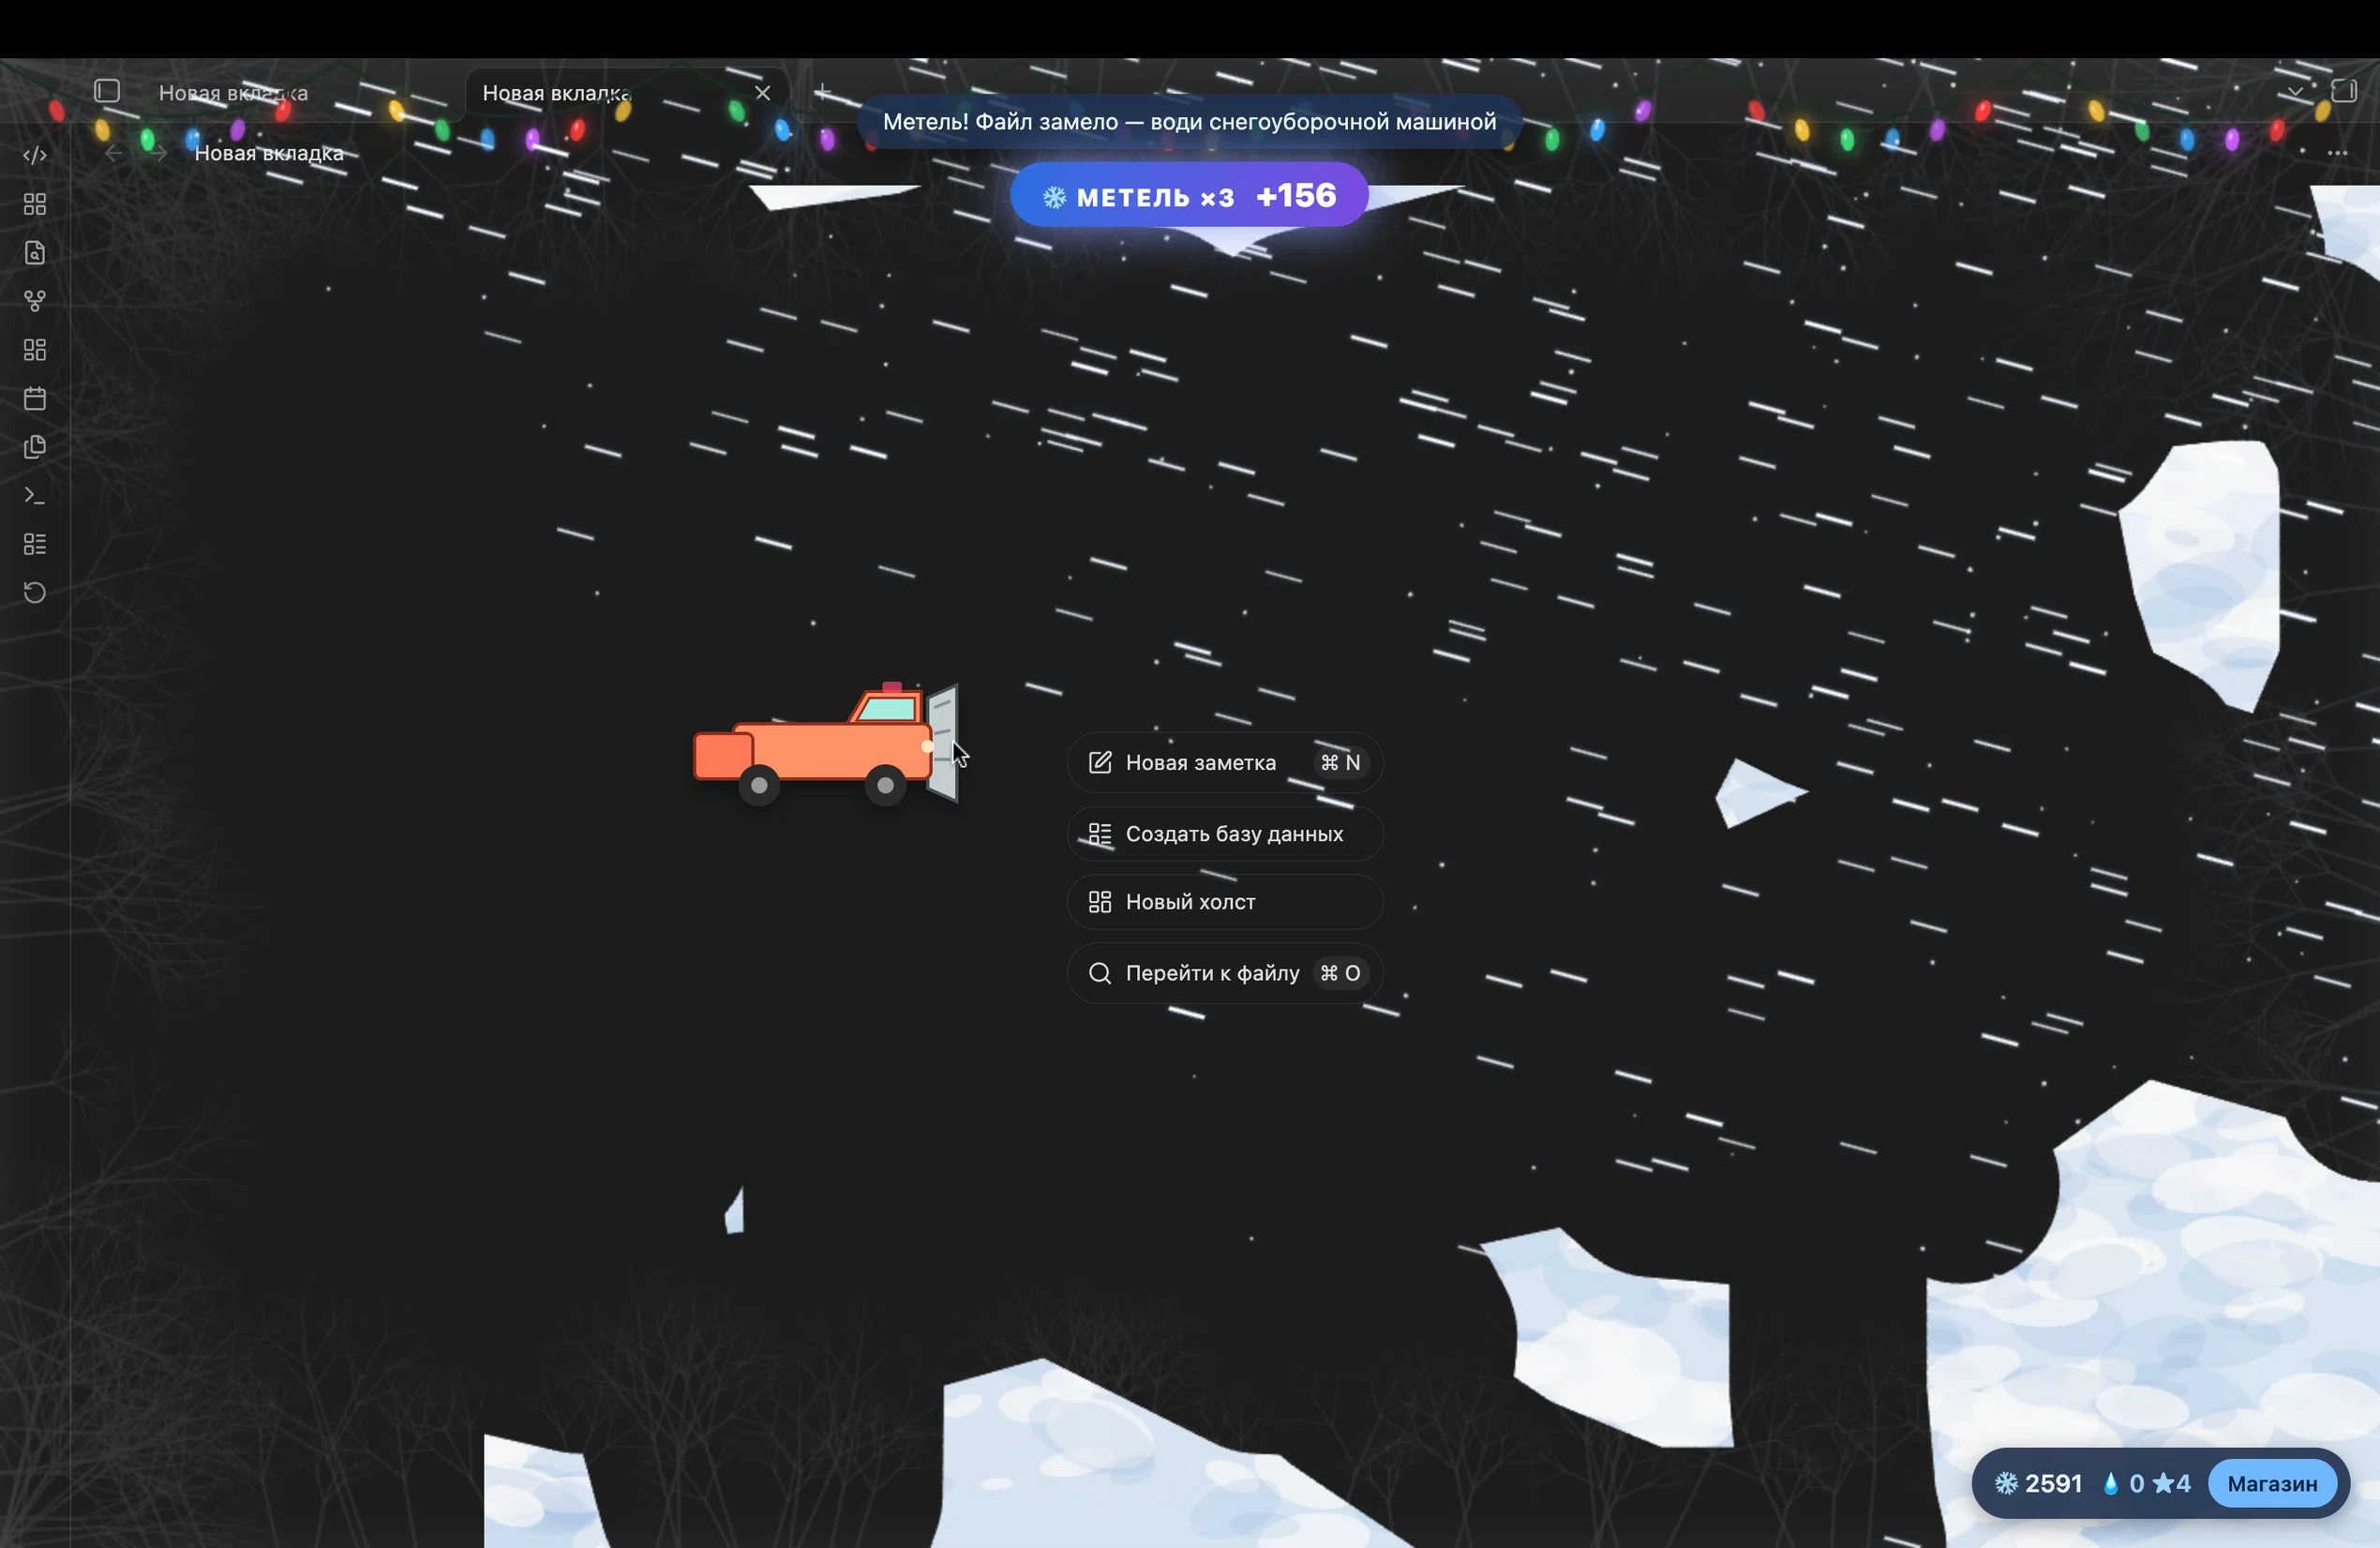 Новая вкладка
Новая вкладка
Метель! Файл замело — води снегоуборочной машиной
Новая вкладка
МЕТЕЛЬ ×3 +156
Новая заметка ⌘ N
Создать базу данных
Новый холст
Перейти к файлу ⌘ O
2591 0 ★4 Магазин